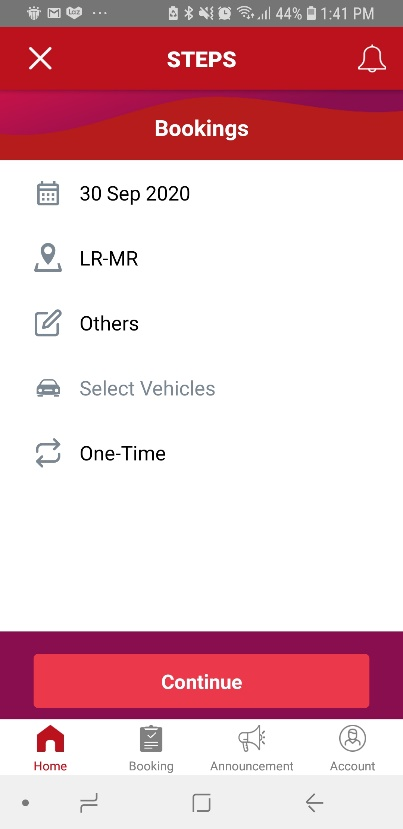 44% 1:41 PM
STEPS
Bookings
30 Sep 2020
LR-MR
Others
Select Vehicles
One-Time
Continue
Home Booking Announcement Account